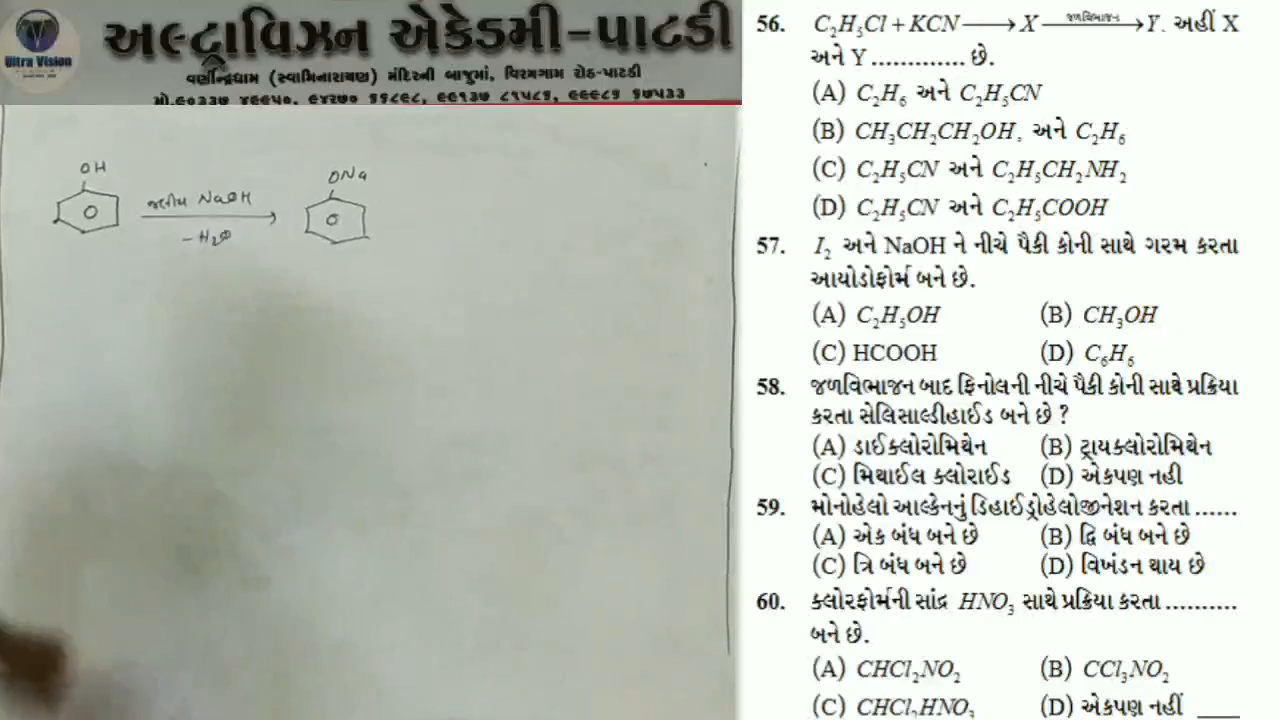 Ultra Vision
અલ્ટ્રાવિઝન એકેડમી-પાટડી
વર્ણીન્દ્રધામ (સ્વામિનારાયણ) મંદિરની બાજુમાં, વિરમગામ રોડ-પાટડી
OH
જલીય NaOH
- H₂O
ONa
56. C₂H₅Cl + KCN ⟶ X —જળવિભાજન→ Y. અહીં X
અને Y ............. છે.
(A) C₂H₆ અને C₂H₅CN
(B) CH₃CH₂CH₂OH, અને C₂H₆
(C) C₂H₅CN અને C₂H₅CH₂NH₂
(D) C₂H₅CN અને C₂H₅COOH
57. I₂ અને NaOH ને નીચે પૈકી કોની સાથે ગરમ કરતા
આયોડોફોર્મ બને છે.
(A) C₂H₅OH (B) CH₃OH
(C) HCOOH (D) C₆H₆
58. જળવિભાજન બાદ ફિનોલની નીચે પૈકી કોની સાથે પ્રક્રિયા
કરતા સેલિસાલ્ડીહાઈડ બને છે ?
(A) ડાઈક્લોરોમિથેન (B) ટ્રાયક્લોરોમિથેન
(C) મિથાઈલ ક્લોરાઈડ (D) એકપણ નહી
59. મોનોહેલો આલ્કેનનું ડિહાઈડ્રોહેલોજીનેશન કરતા ......
(A) એક બંધ બને છે (B) દ્વિ બંધ બને છે
(C) ત્રિ બંધ બને છે (D) વિખંડન થાય છે
60. ક્લોરફોર્મની સાંદ્ર HNO₃ સાથે પ્રક્રિયા કરતા ..........
બને છે.
(A) CHCl₂NO₂ (B) CCl₃NO₂
(C) CHCl₂HNO₃ (D) એકપણ નહીં